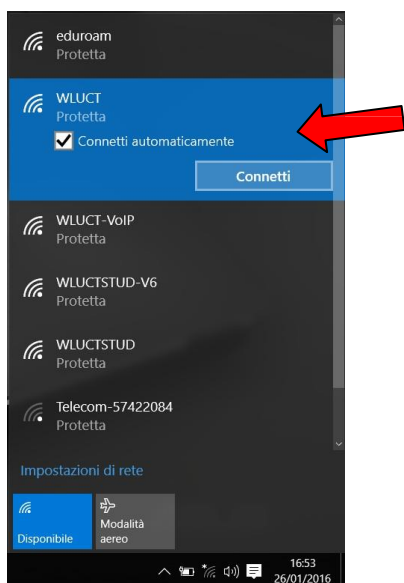 eduroam
Protetta
WLUCT
Protetta
Connetti automaticamente
Connetti
WLUCT-VoIP
Protetta
WLUCTSTUD-V6
Protetta
WLUCTSTUD
Protetta
Telecom-57422084
Protetta
Impostazioni di rete
Disponibile
Modalità
aereo
16:53
26/01/2016